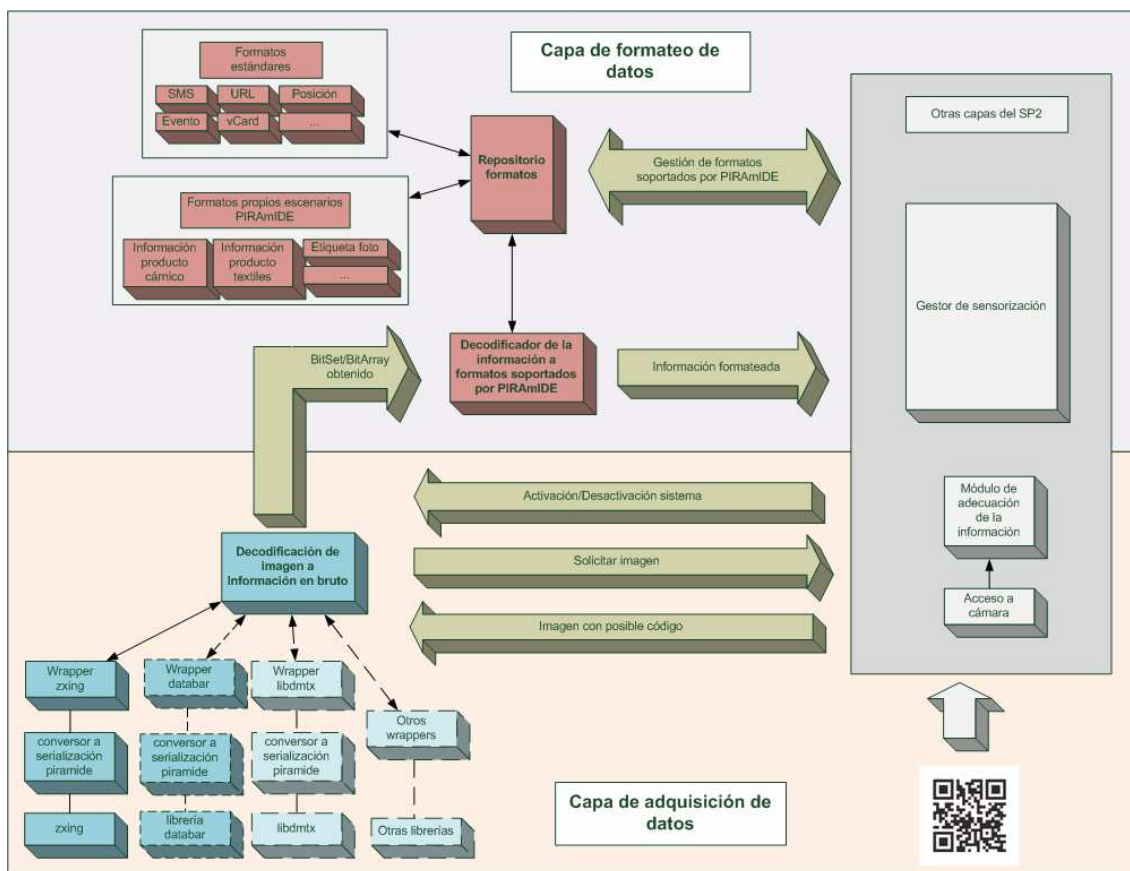 Capa de formateo de
datos
Formatos
estándares
SMS
URL
Posición
Evento
vCard
...
Repositorio
formatos
Gestión de formatos
soportados por PIRAmIDE
Otras capas del SP2
Formatos propios escenarios
PIRAmIDE
Información
producto
cárnico
Información
producto
textiles
Etiqueta foto
...
Gestor de sensorización
BitSet/BitArray
obtenido
Decodificador de la
información a
formatos soportados
por PIRAmIDE
Información formateada
Activación/Desactivación sistema
Módulo de
adecuación
de la
información
Decodificación de
imagen a
Información en bruto
Solicitar imagen
Acceso a
cámara
Imagen con posible código
Wrapper
zxing
Wrapper
databar
Wrapper
libdmtx
Otros
wrappers
conversor a
serialización
piramide
conversor a
serialización
piramide
conversor a
serialización
piramide
Capa de adquisición de
datos
zxing
librería
databar
libdmtx
Otras librerías